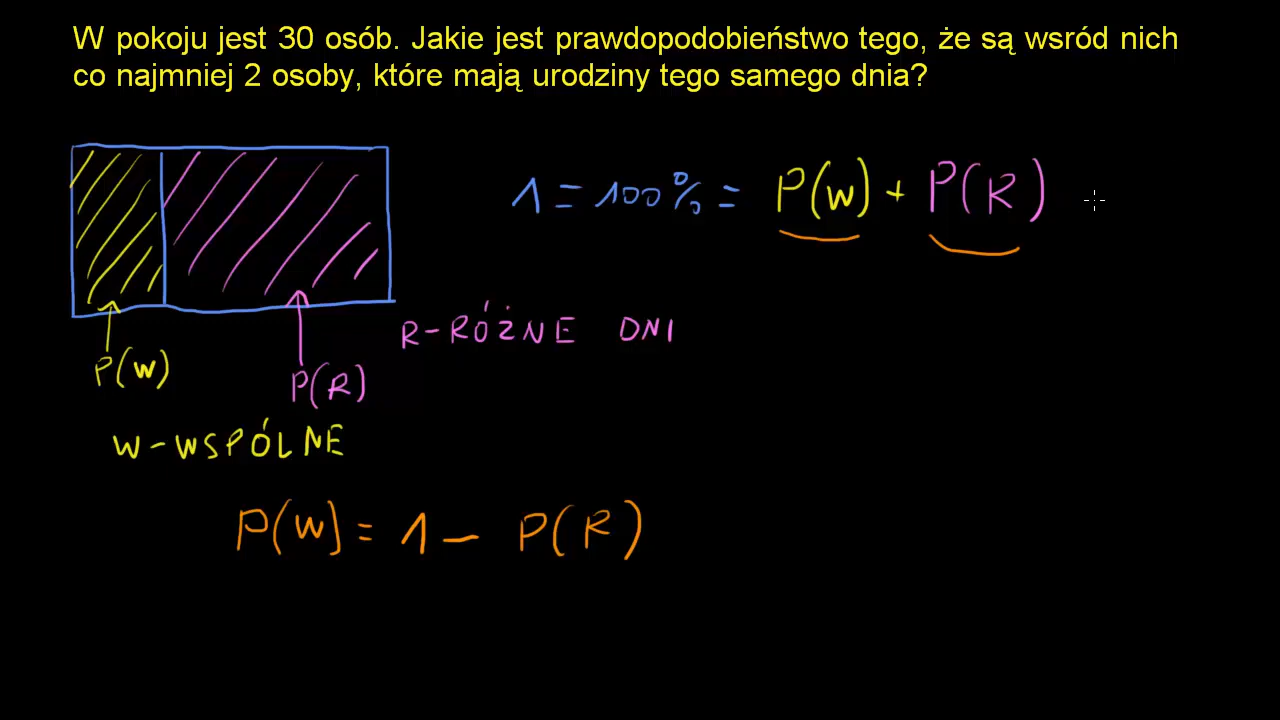 W pokoju jest 30 osób. Jakie jest prawdopodobieństwo tego, że są wsród nich
co najmniej 2 osoby, które mają urodziny tego samego dnia?
1 = 100% = P(W) + P(R)
R - RÓŻNE DNI
P(W)
P(R)
W - WSPÓLNE
P(W) = 1 - P(R)